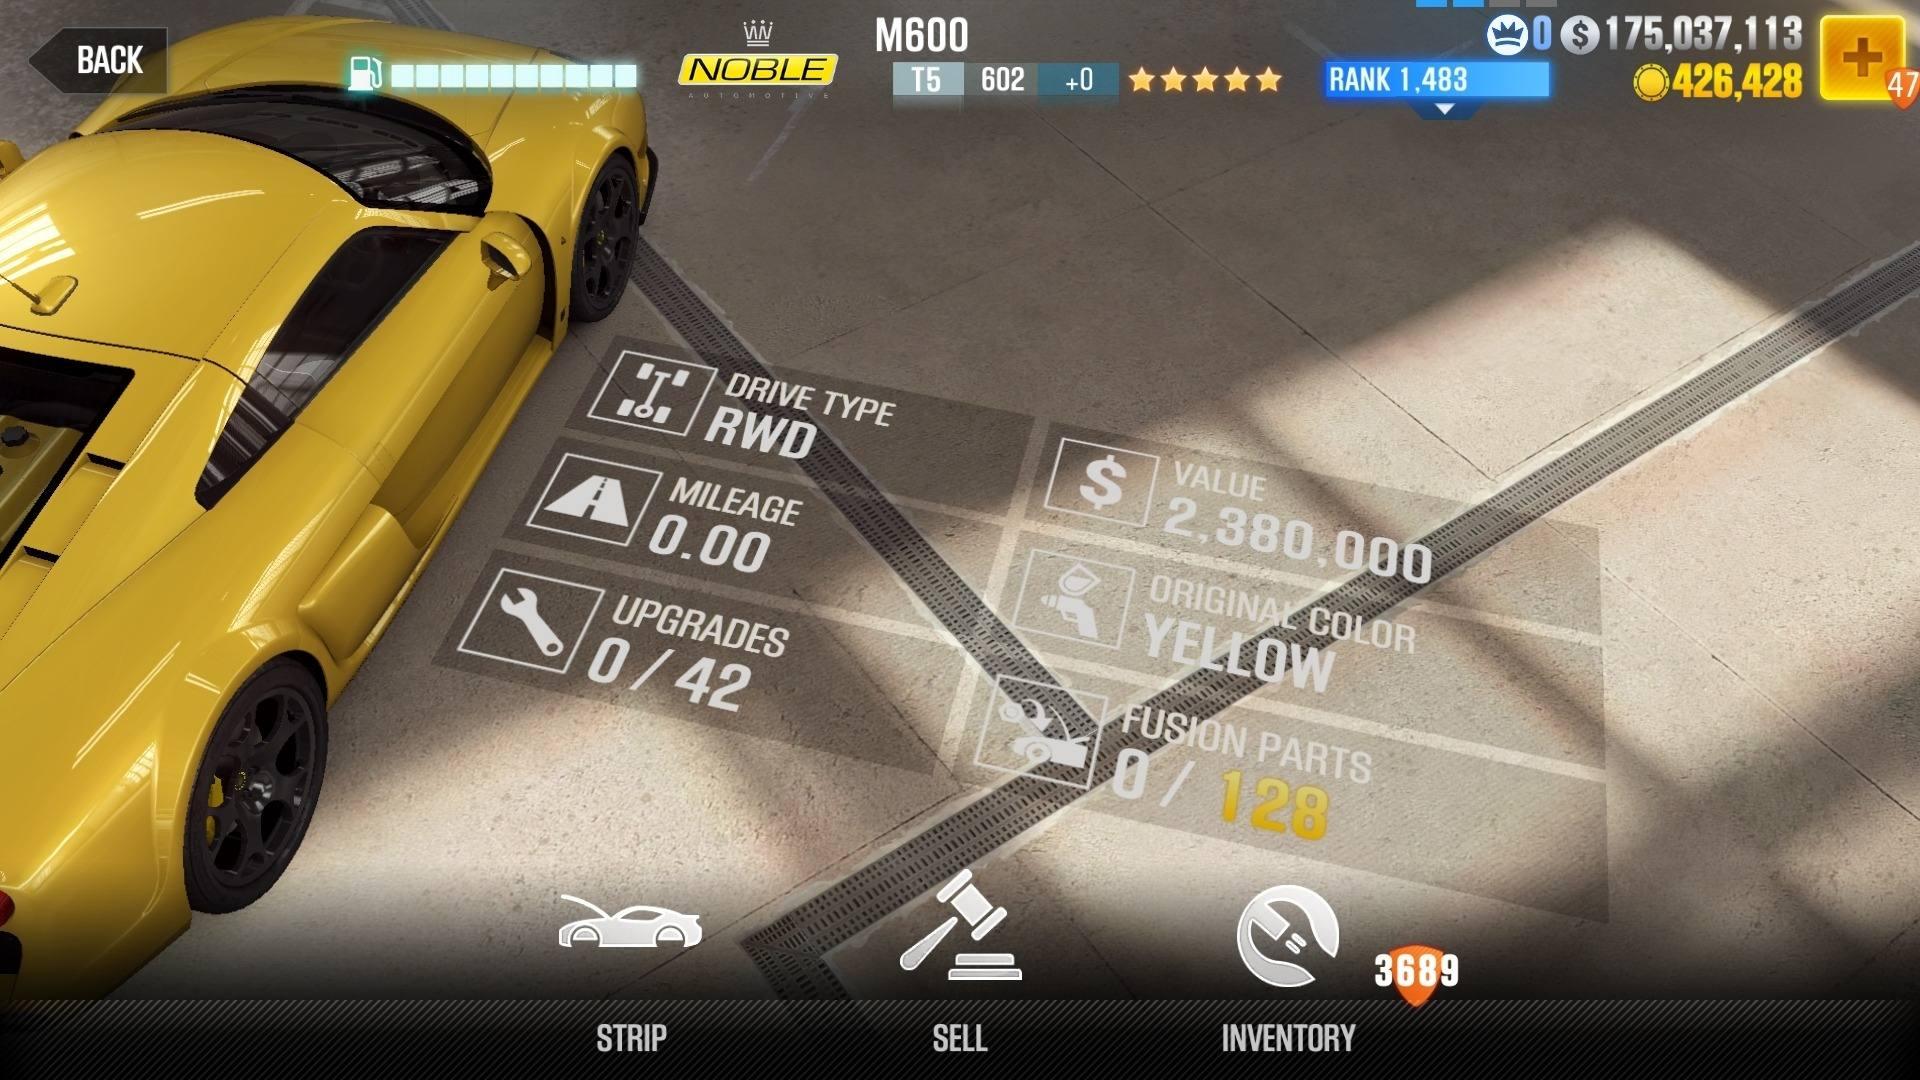 BACK
NOBLE
AUTOMOTIVE
M600
T5 602 +0
RANK 1,483
0 $ 175,037,113
426,428
+
47
DRIVE TYPE
RWD
MILEAGE
0.00
UPGRADES
0 / 42
$ VALUE
2,380,000
ORIGINAL COLOR
YELLOW
FUSION PARTS
0 / 128
3689
STRIP
SELL
INVENTORY